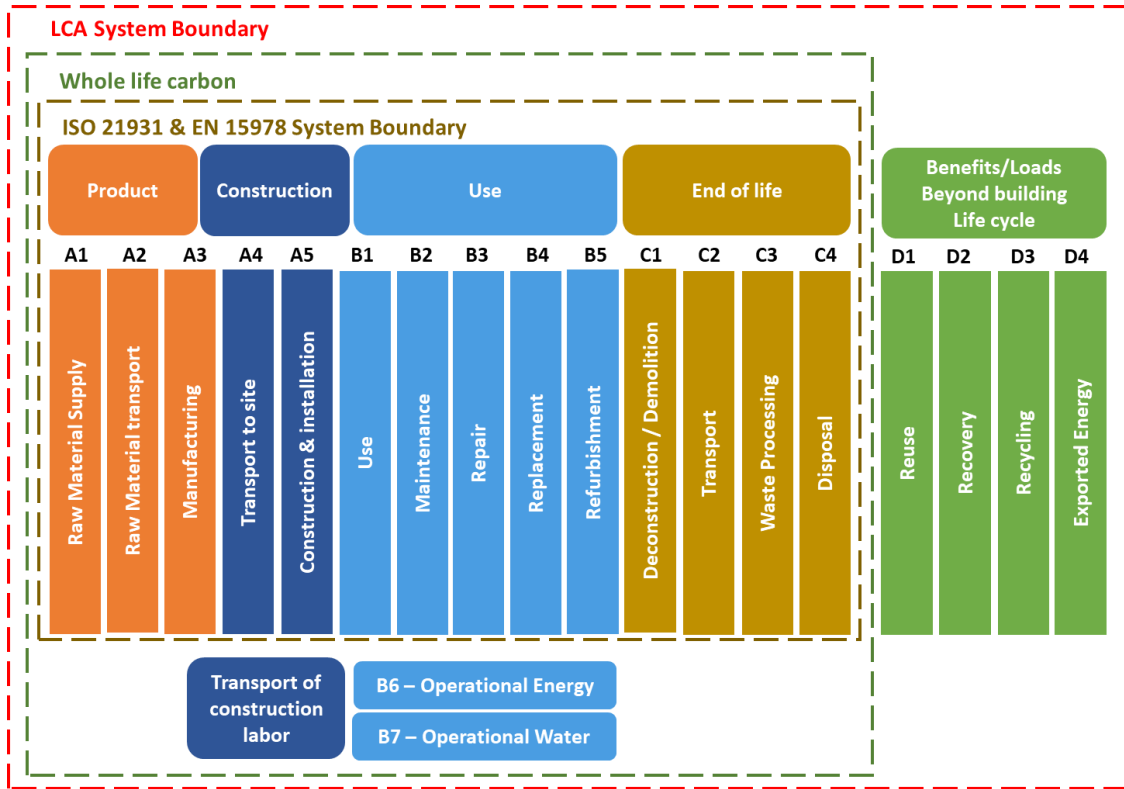 LCA System Boundary
Whole life carbon
ISO 21931 & EN 15978 System Boundary
Product
Construction
Use
End of life
Benefits/Loads
Beyond building
Life cycle
A1
A2
A3
A4
A5
B1
B2
B3
B4
B5
C1
C2
C3
C4
D1
D2
D3
D4
Raw Material Supply
Raw Material transport
Manufacturing
Transport to site
Construction & installation
Use
Maintenance
Repair
Replacement
Refurbishment
Deconstruction / Demolition
Transport
Waste Processing
Disposal
Reuse
Recovery
Recycling
Exported Energy
Transport of
construction
labor
B6 – Operational Energy
B7 – Operational Water